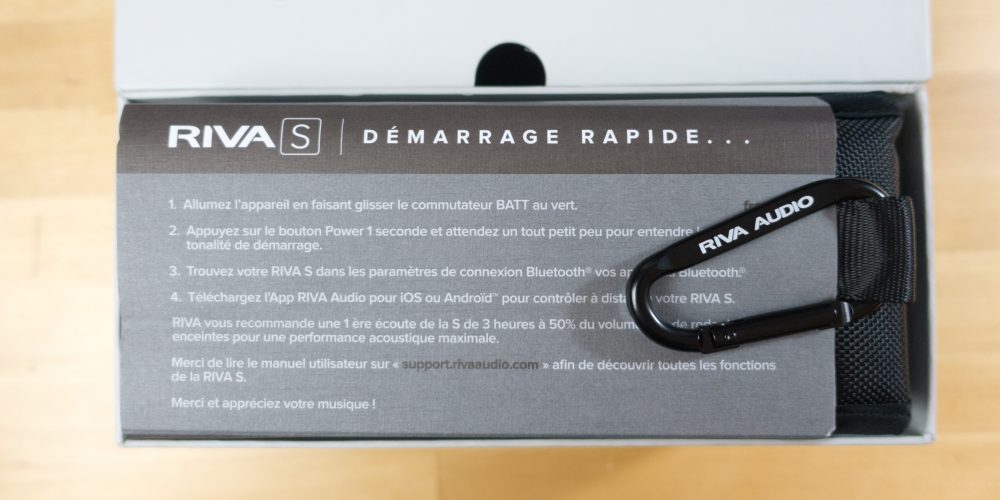 RIVA S | DÉMARRAGE RAPIDE...
1. Allumez l'appareil en faisant glisser le commutateur BATT au vert.
2. Appuyez sur le bouton Power 1 seconde et attendez un tout petit peu pour entendre
tonalité de démarrage.
3. Trouvez votre RIVA S dans les paramètres de connexion Bluetooth® vos Bluetooth.®
4. Téléchargez l'App RIVA Audio pour iOS ou Androïd™ pour contrôler à votre RIVA S.
RIVA vous recommande une 1 ère écoute de la S de 3 heures à 50% du de
enceintes pour une performance acoustique maximale.
Merci de lire le manuel utilisateur sur « support.rivaaudio.com » afin de découvrir toutes les fonctions
de la RIVA S.
Merci et appréciez votre musique !
RIVA AUDIO